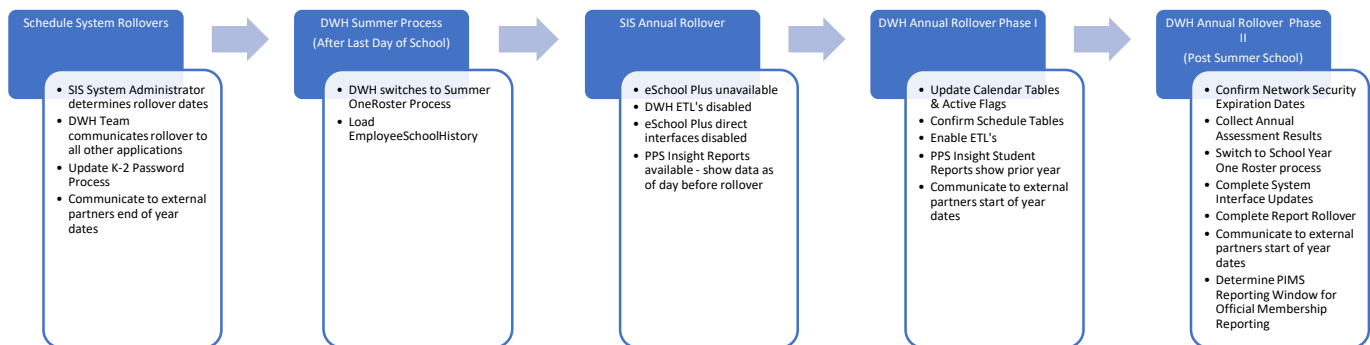 Schedule System Rollovers
• SIS System Administrator
determines rollover dates
• DWH Team
communicates rollover to
all other applications
• Update K-2 Password
Process
• Communicate to external
partners end of year
dates
DWH Summer Process
(After Last Day of School)
• DWH switches to Summer
OneRoster Process
• Load
EmployeeSchoolHistory
SIS Annual Rollover
• eSchool Plus unavailable
• DWH ETL's disabled
• eSchool Plus direct
interfaces disabled
• PPS Insight Reports
available - show data as
of day before rollover
DWH Annual Rollover Phase I
• Update Calendar Tables
& Active Flags
• Confirm Schedule Tables
• Enable ETL's
• PPS Insight Student
Reports show prior year
• Communicate to external
partners start of year
dates
DWH Annual Rollover Phase
II
(Post Summer School)
• Confirm Network Security
Expiration Dates
• Collect Annual
Assessment Results
• Switch to School Year
One Roster process
• Complete System
Interface Updates
• Complete Report Rollover
• Communicate to external
partners start of year
dates
• Determine PIMS
Reporting Window for
Official Membership
Reporting